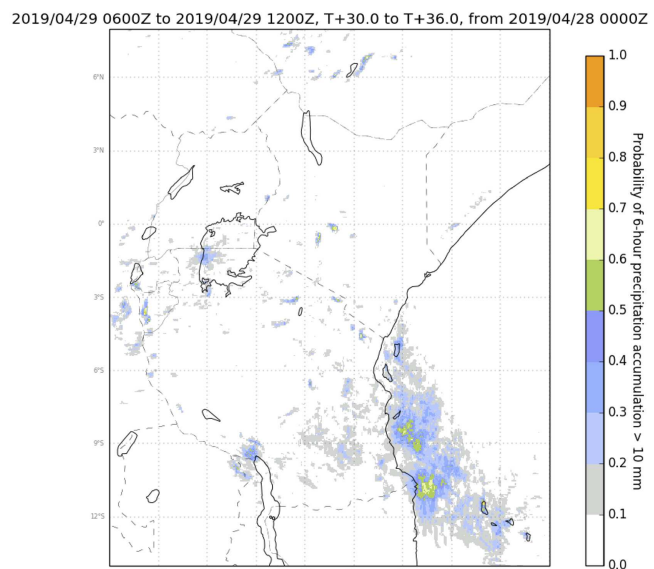 2019/04/29 0600Z to 2019/04/29 1200Z, T+30.0 to T+36.0, from 2019/04/28 0000Z
6°N
3°N
0°
3°S
6°S
9°S
12°S
1.0
0.9
0.8
0.7
0.6
0.5
0.4
0.3
0.2
0.1
0.0
Probability of 6-hour precipitation accumulation > 10 mm